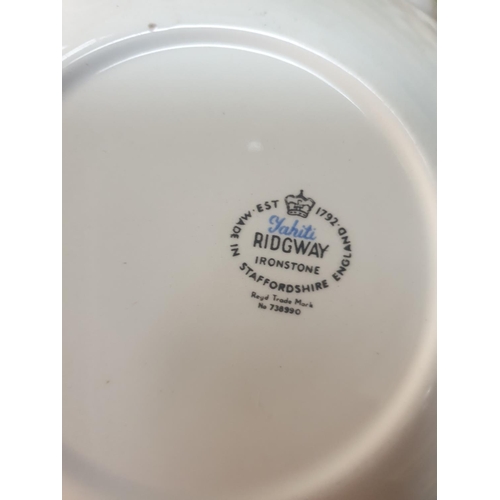 MADE IN · EST 1792 · ENGLAND
Tahiti
RIDGWAY
IRONSTONE
STAFFORDSHIRE
Regd Trade Mark
No 738990